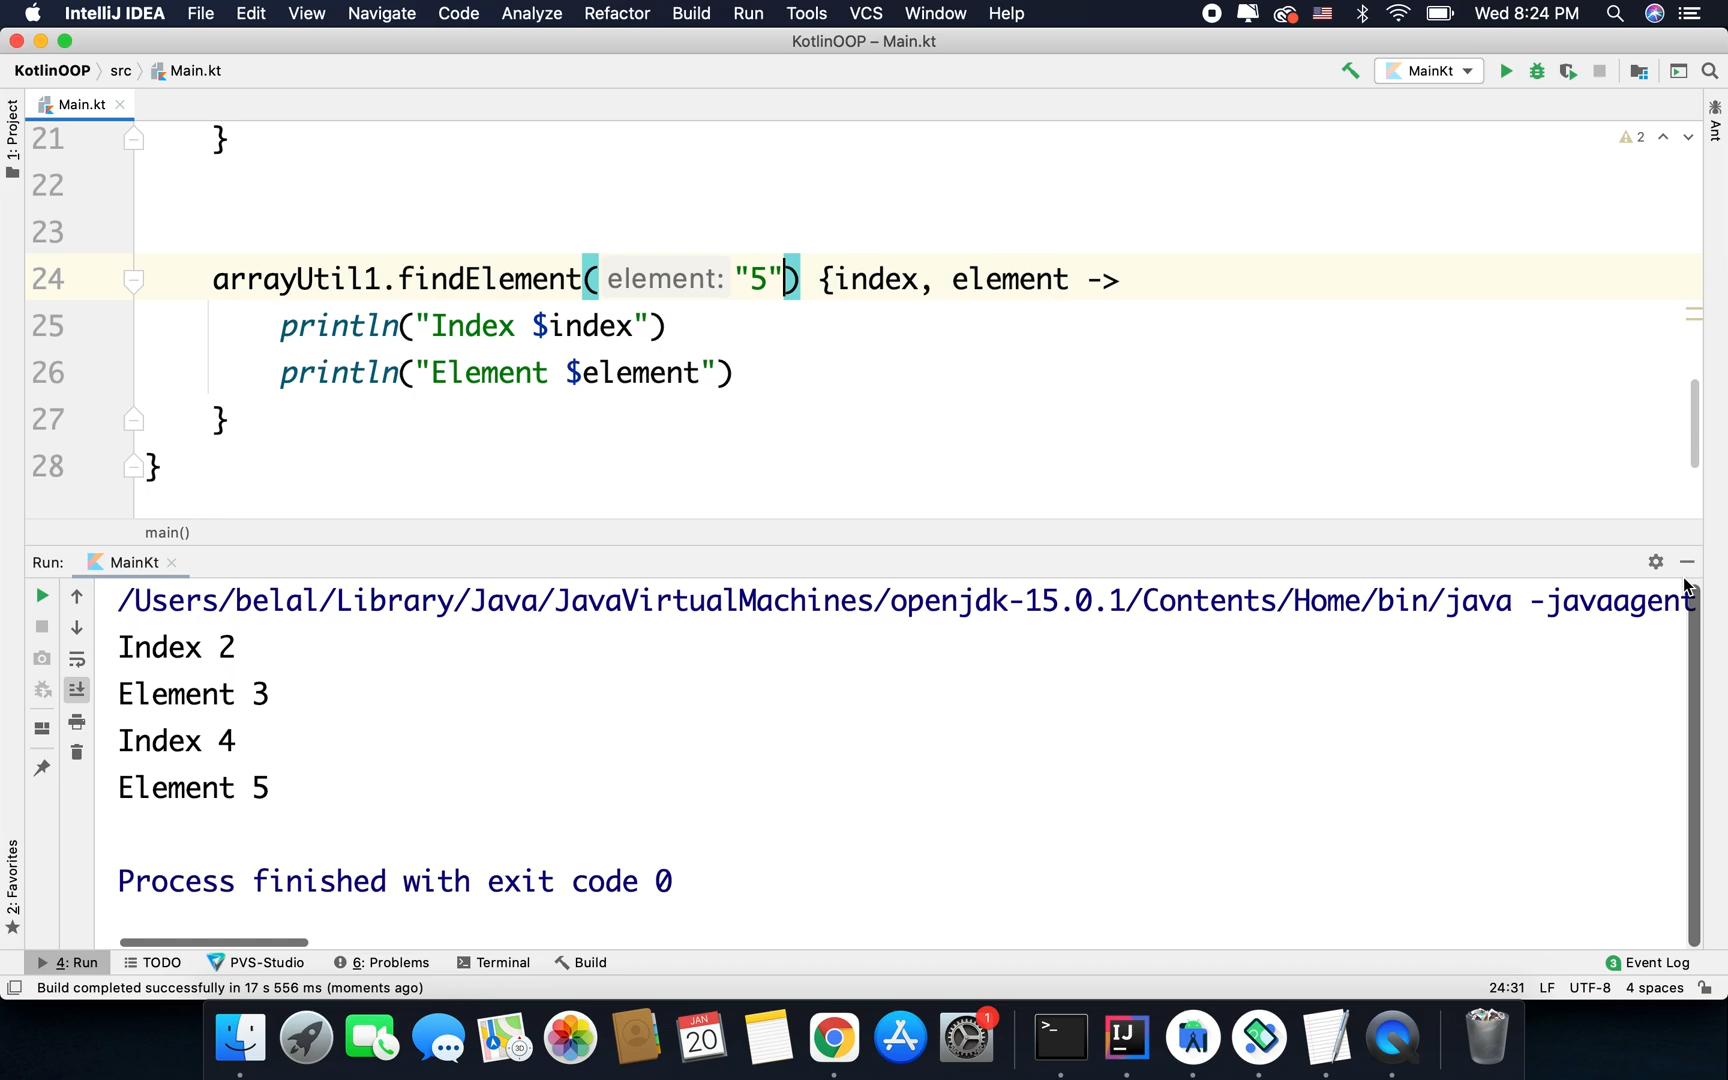 IntelliJ IDEA File Edit View Navigate Code Analyze Refactor Build Run Tools VCS Window Help Wed 8:24 PM
KotlinOOP – Main.kt
KotlinOOP src Main.kt MainKt
Main.kt
1: Project
Ant
21 }
2
22
23
24 arrayUtil1.findElement( element: "5") {index, element ->
25 println("Index $index")
26 println("Element $element")
27 }
28 }
main()
Run: MainKt
/Users/belal/Library/Java/JavaVirtualMachines/openjdk-15.0.1/Contents/Home/bin/java -javaagent
Index 2
Element 3
Index 4
Element 5
Process finished with exit code 0
2: Favorites
4: Run TODO PVS-Studio 6: Problems Terminal Build 3 Event Log
Build completed successfully in 17 s 556 ms (moments ago) 24:31 LF UTF-8 4 spaces
JAN
20
3D
1
>_
IJ